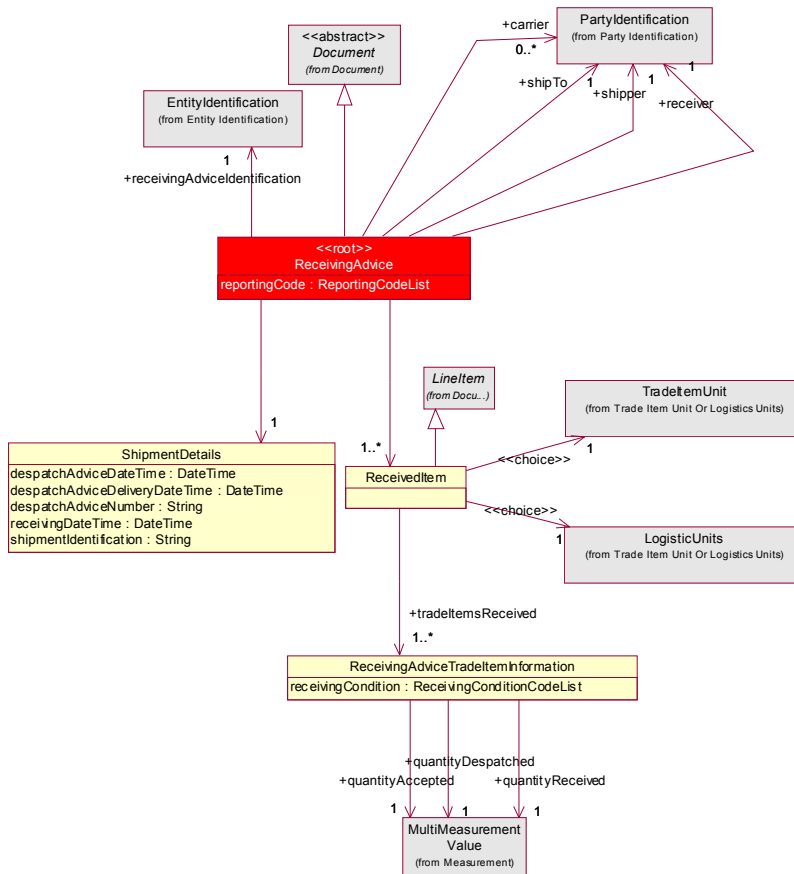 +carrier
0..*
PartyIdentification
(from Party Identification)
<<abstract>>
Document
(from Document)
+shipTo
1
1
+shipper
1
+receiver
EntityIdentification
(from Entity Identification)
1
+receivingAdviceIdentification
<<root>>
ReceivingAdvice
reportingCode : ReportingCodeList
LineItem
(from Docu...)
TradeItemUnit
(from Trade Item Unit Or Logistics Units)
1
1..*
1
<<choice>>
ShipmentDetails
despatchAdviceDateTime : DateTime
despatchAdviceDeliveryDateTime : DateTime
despatchAdviceNumber : String
receivingDateTime : DateTime
shipmentIdentification : String
ReceivedItem
<<choice>>
1
LogisticUnits
(from Trade Item Unit Or Logistics Units)
+tradeItemsReceived
1..*
ReceivingAdviceTradeItemInformation
receivingCondition : ReceivingConditionCodeList
+quantityDespatched
+quantityAccepted
+quantityReceived
1
1
1
MultiMeasurement
Value
(from Measurement)